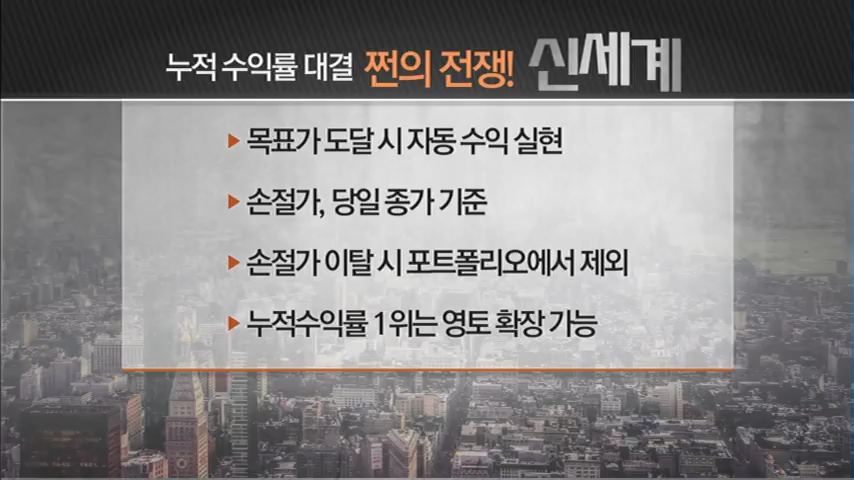 누적 수익률 대결 쩐의 전쟁! 신세계
목표가 도달 시 자동 수익 실현
손절가, 당일 종가 기준
손절가 이탈 시 포트폴리오에서 제외
누적수익률 1위는 영토 확장 가능